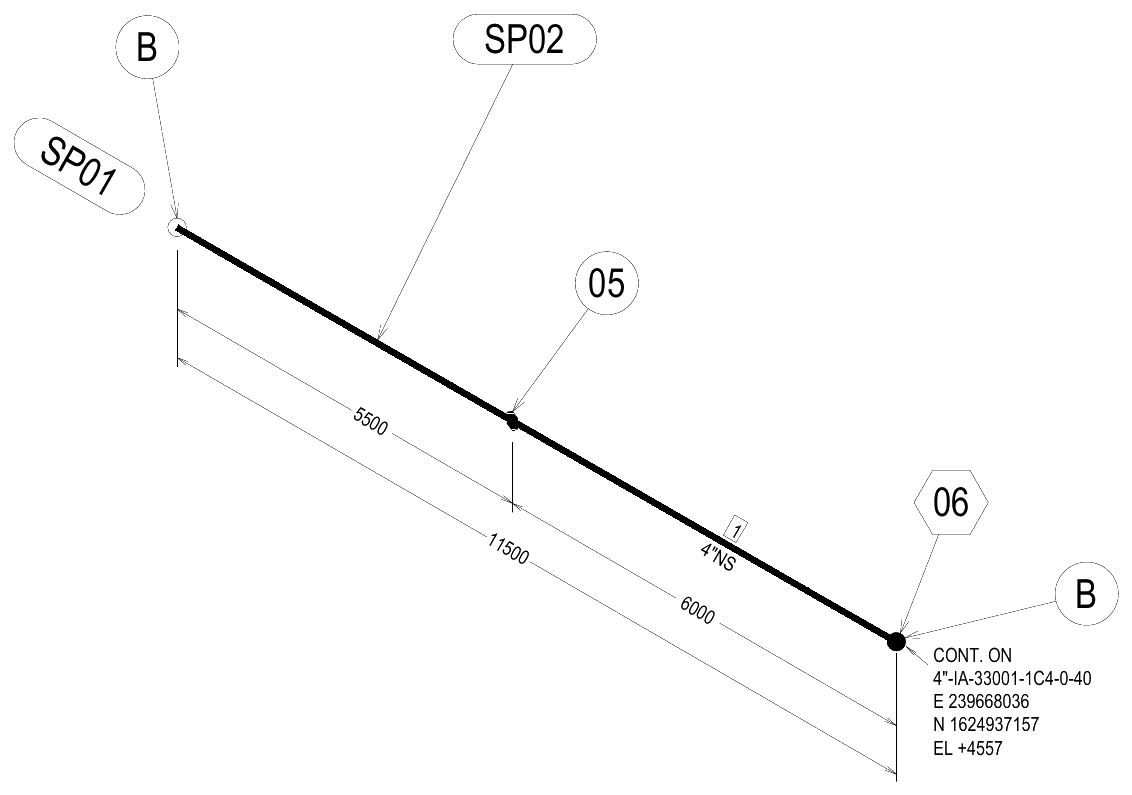 B
SP02
SP01
05
5500
06
1
4"NS
11500
6000
B
CONT. ON
4"-IA-33001-1C4-0-40
E 239668036
N 1624937157
EL +4557